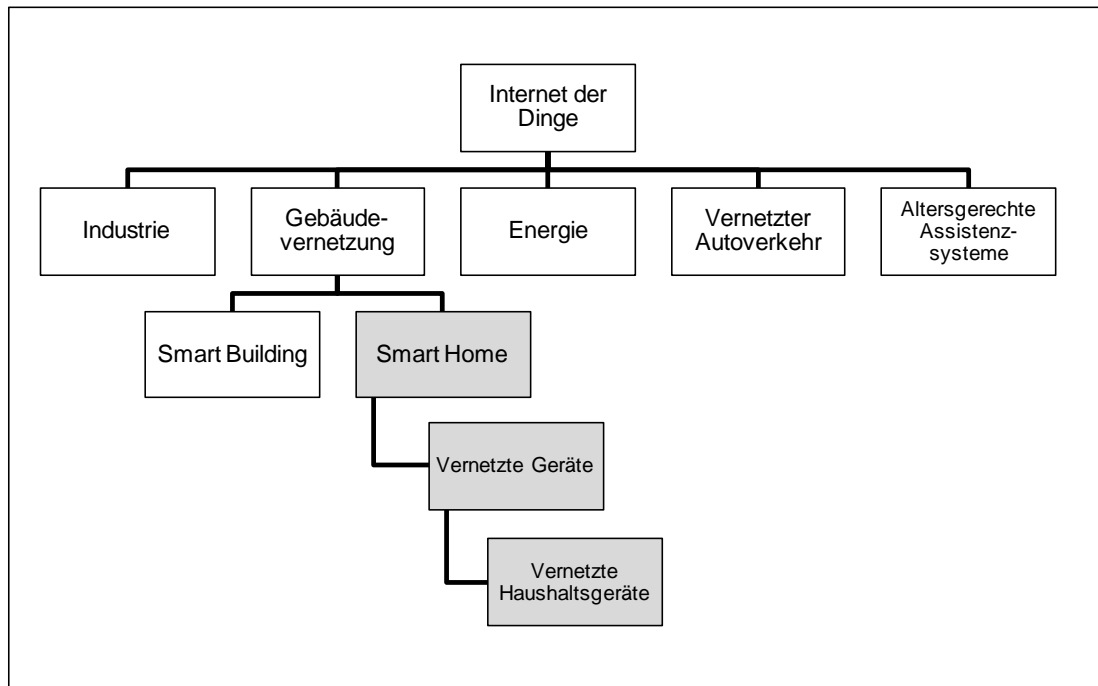 Internet der
Dinge
Industrie
Gebäude-
vernetzung
Energie
Vernetzter
Autoverkehr
Altersgerechte
Assistenz-
systeme
Smart Building
Smart Home
Vernetzte Geräte
Vernetzte
Haushaltsgeräte